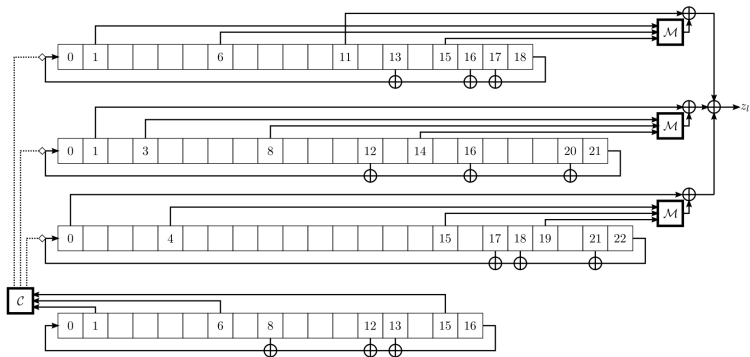 0 1 6 11 13 15 16 17 18 M
0 1 3 8 12 14 16 20 21 M z_l
0 4 15 17 18 19 21 22 M
C
0 1 6 8 12 13 15 16